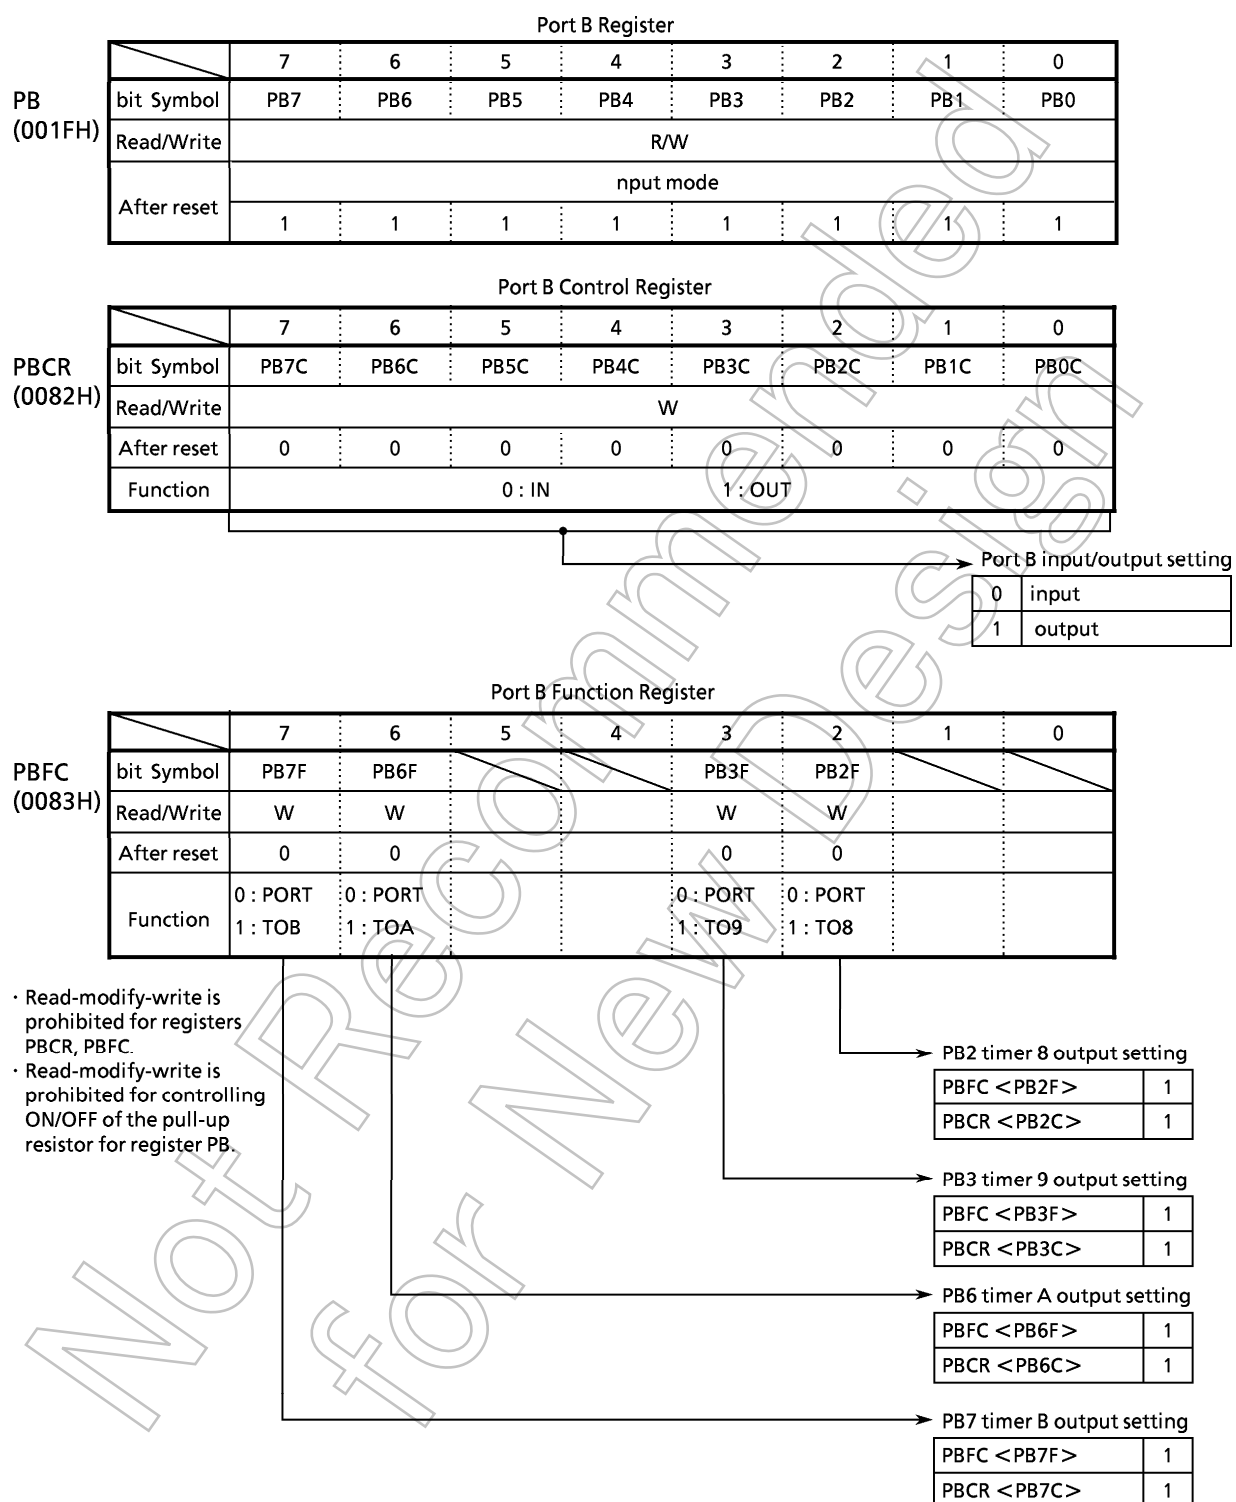 Port B Register
7 6 5 4 3 2 1 0
PB
(001FH)
bit Symbol PB7 PB6 PB5 PB4 PB3 PB2 PB1 PB0
Read/Write R/W
After reset nput mode
1 1 1 1 1 1 1 1
Port B Control Register
7 6 5 4 3 2 1 0
PBCR
(0082H)
bit Symbol PB7C PB6C PB5C PB4C PB3C PB2C PB1C PB0C
Read/Write W
After reset 0 0 0 0 0 0 0 0
Function 0 : IN 1 : OUT
Port B input/output setting
0 input
1 output
Port B Function Register
7 6 5 4 3 2 1 0
PBFC
(0083H)
bit Symbol PB7F PB6F PB3F PB2F
Read/Write W W W W
After reset 0 0 0 0
Function
0 : PORT 0 : PORT 0 : PORT 0 : PORT
1 : TOB 1 : TOA 1 : TO9 1 : TO8
· Read-modify-write is
prohibited for registers
PBCR, PBFC.
· Read-modify-write is
prohibited for controlling
ON/OFF of the pull-up
resistor for register PB.
PB2 timer 8 output setting
PBFC <PB2F> 1
PBCR <PB2C> 1
PB3 timer 9 output setting
PBFC <PB3F> 1
PBCR <PB3C> 1
PB6 timer A output setting
PBFC <PB6F> 1
PBCR <PB6C> 1
PB7 timer B output setting
PBFC <PB7F> 1
PBCR <PB7C> 1
Not Recommended
for New Design